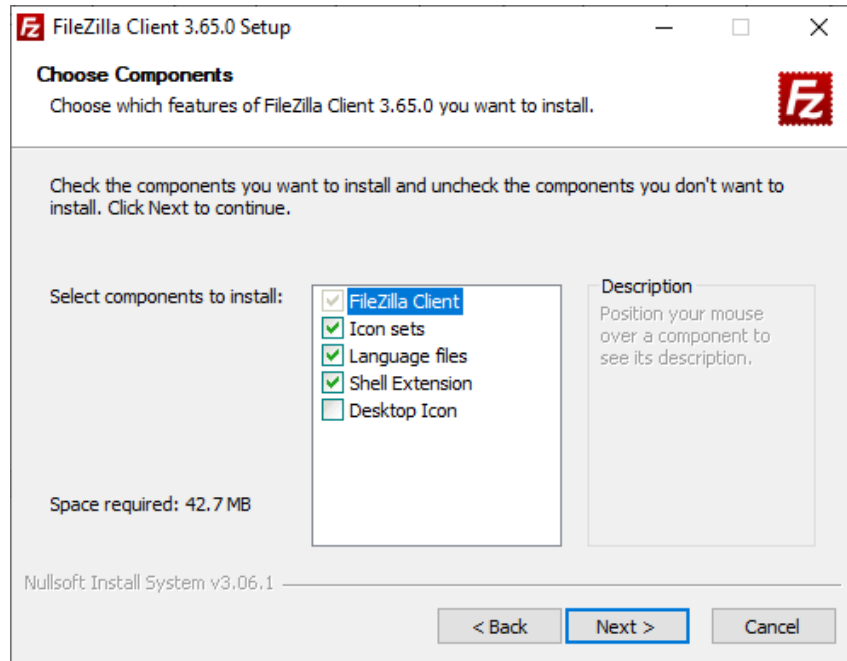 FileZilla Client 3.65.0 Setup
Choose Components
Choose which features of FileZilla Client 3.65.0 you want to install.
Check the components you want to install and uncheck the components you don't want to
install. Click Next to continue.
Select components to install:
FileZilla Client
Icon sets
Language files
Shell Extension
Desktop Icon
Description
Position your mouse
over a component to
see its description.
Space required: 42.7 MB
Nullsoft Install System v3.06.1
< Back
Next >
Cancel